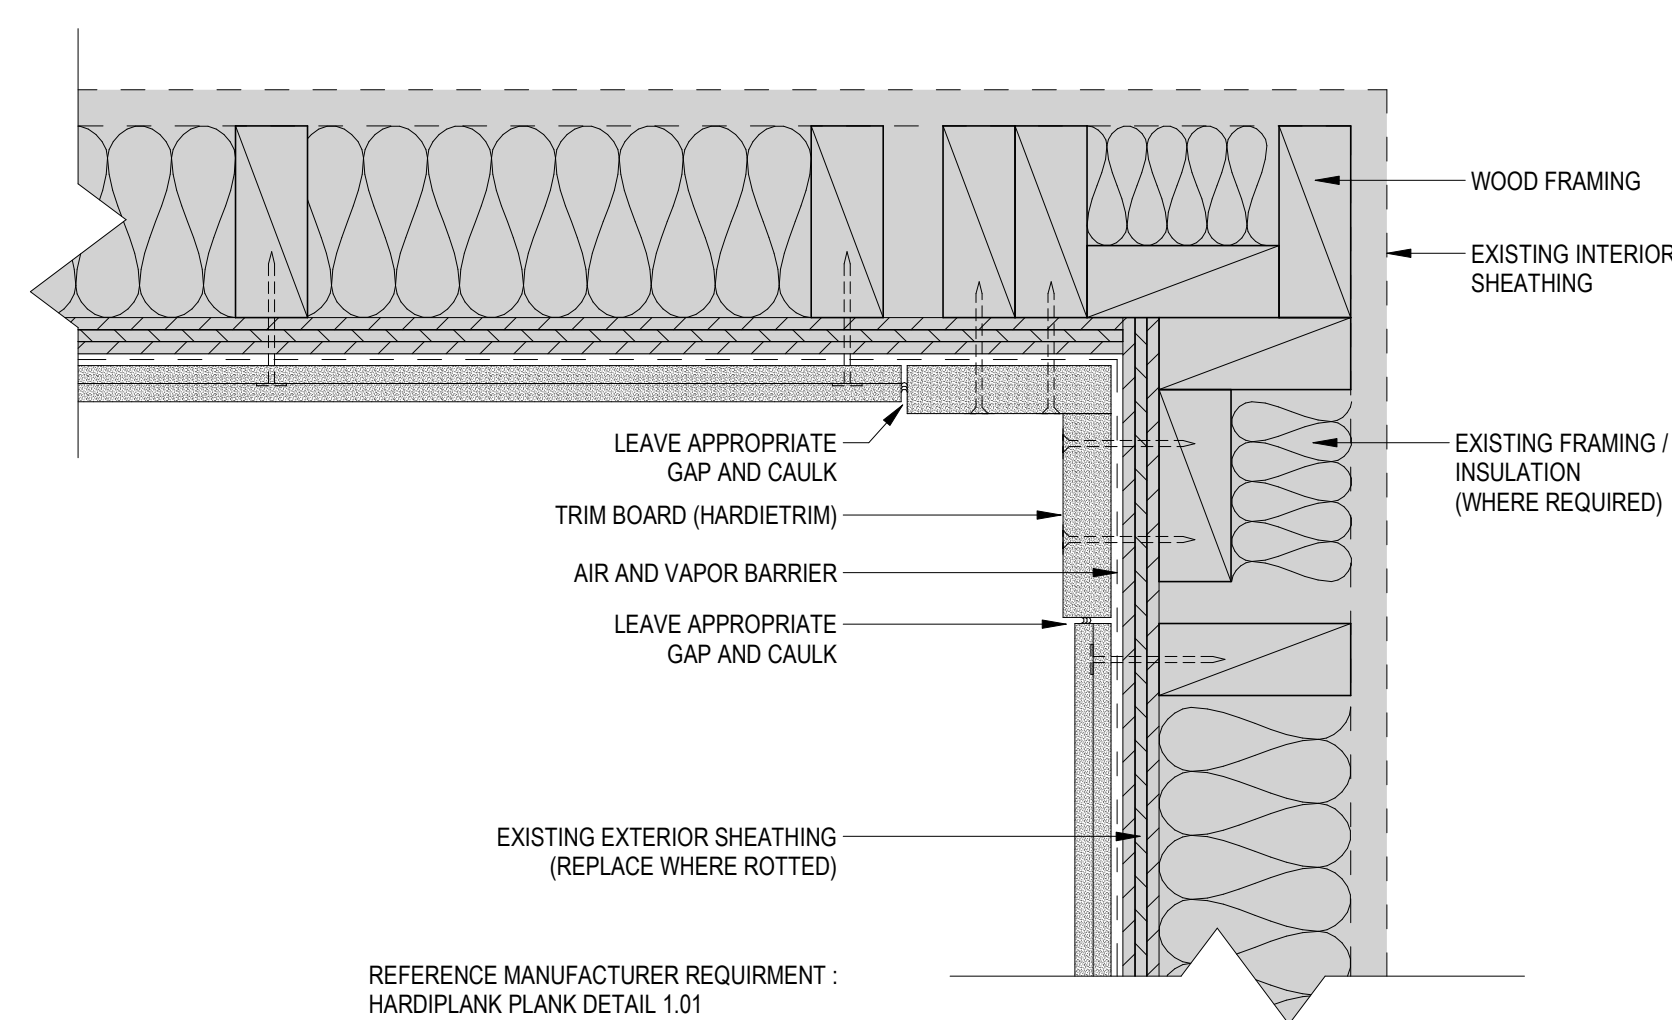 WOOD FRAMING
EXISTING INTERIOR
SHEATHING
LEAVE APPROPRIATE
GAP AND CAULK
EXISTING FRAMING /
INSULATION
(WHERE REQUIRED)
TRIM BOARD (HARDIETRIM)
AIR AND VAPOR BARRIER
LEAVE APPROPRIATE
GAP AND CAULK
EXISTING EXTERIOR SHEATHING
(REPLACE WHERE ROTTED)
REFERENCE MANUFACTURER REQUIRMENT :
HARDIPLANK PLANK DETAIL 1.01